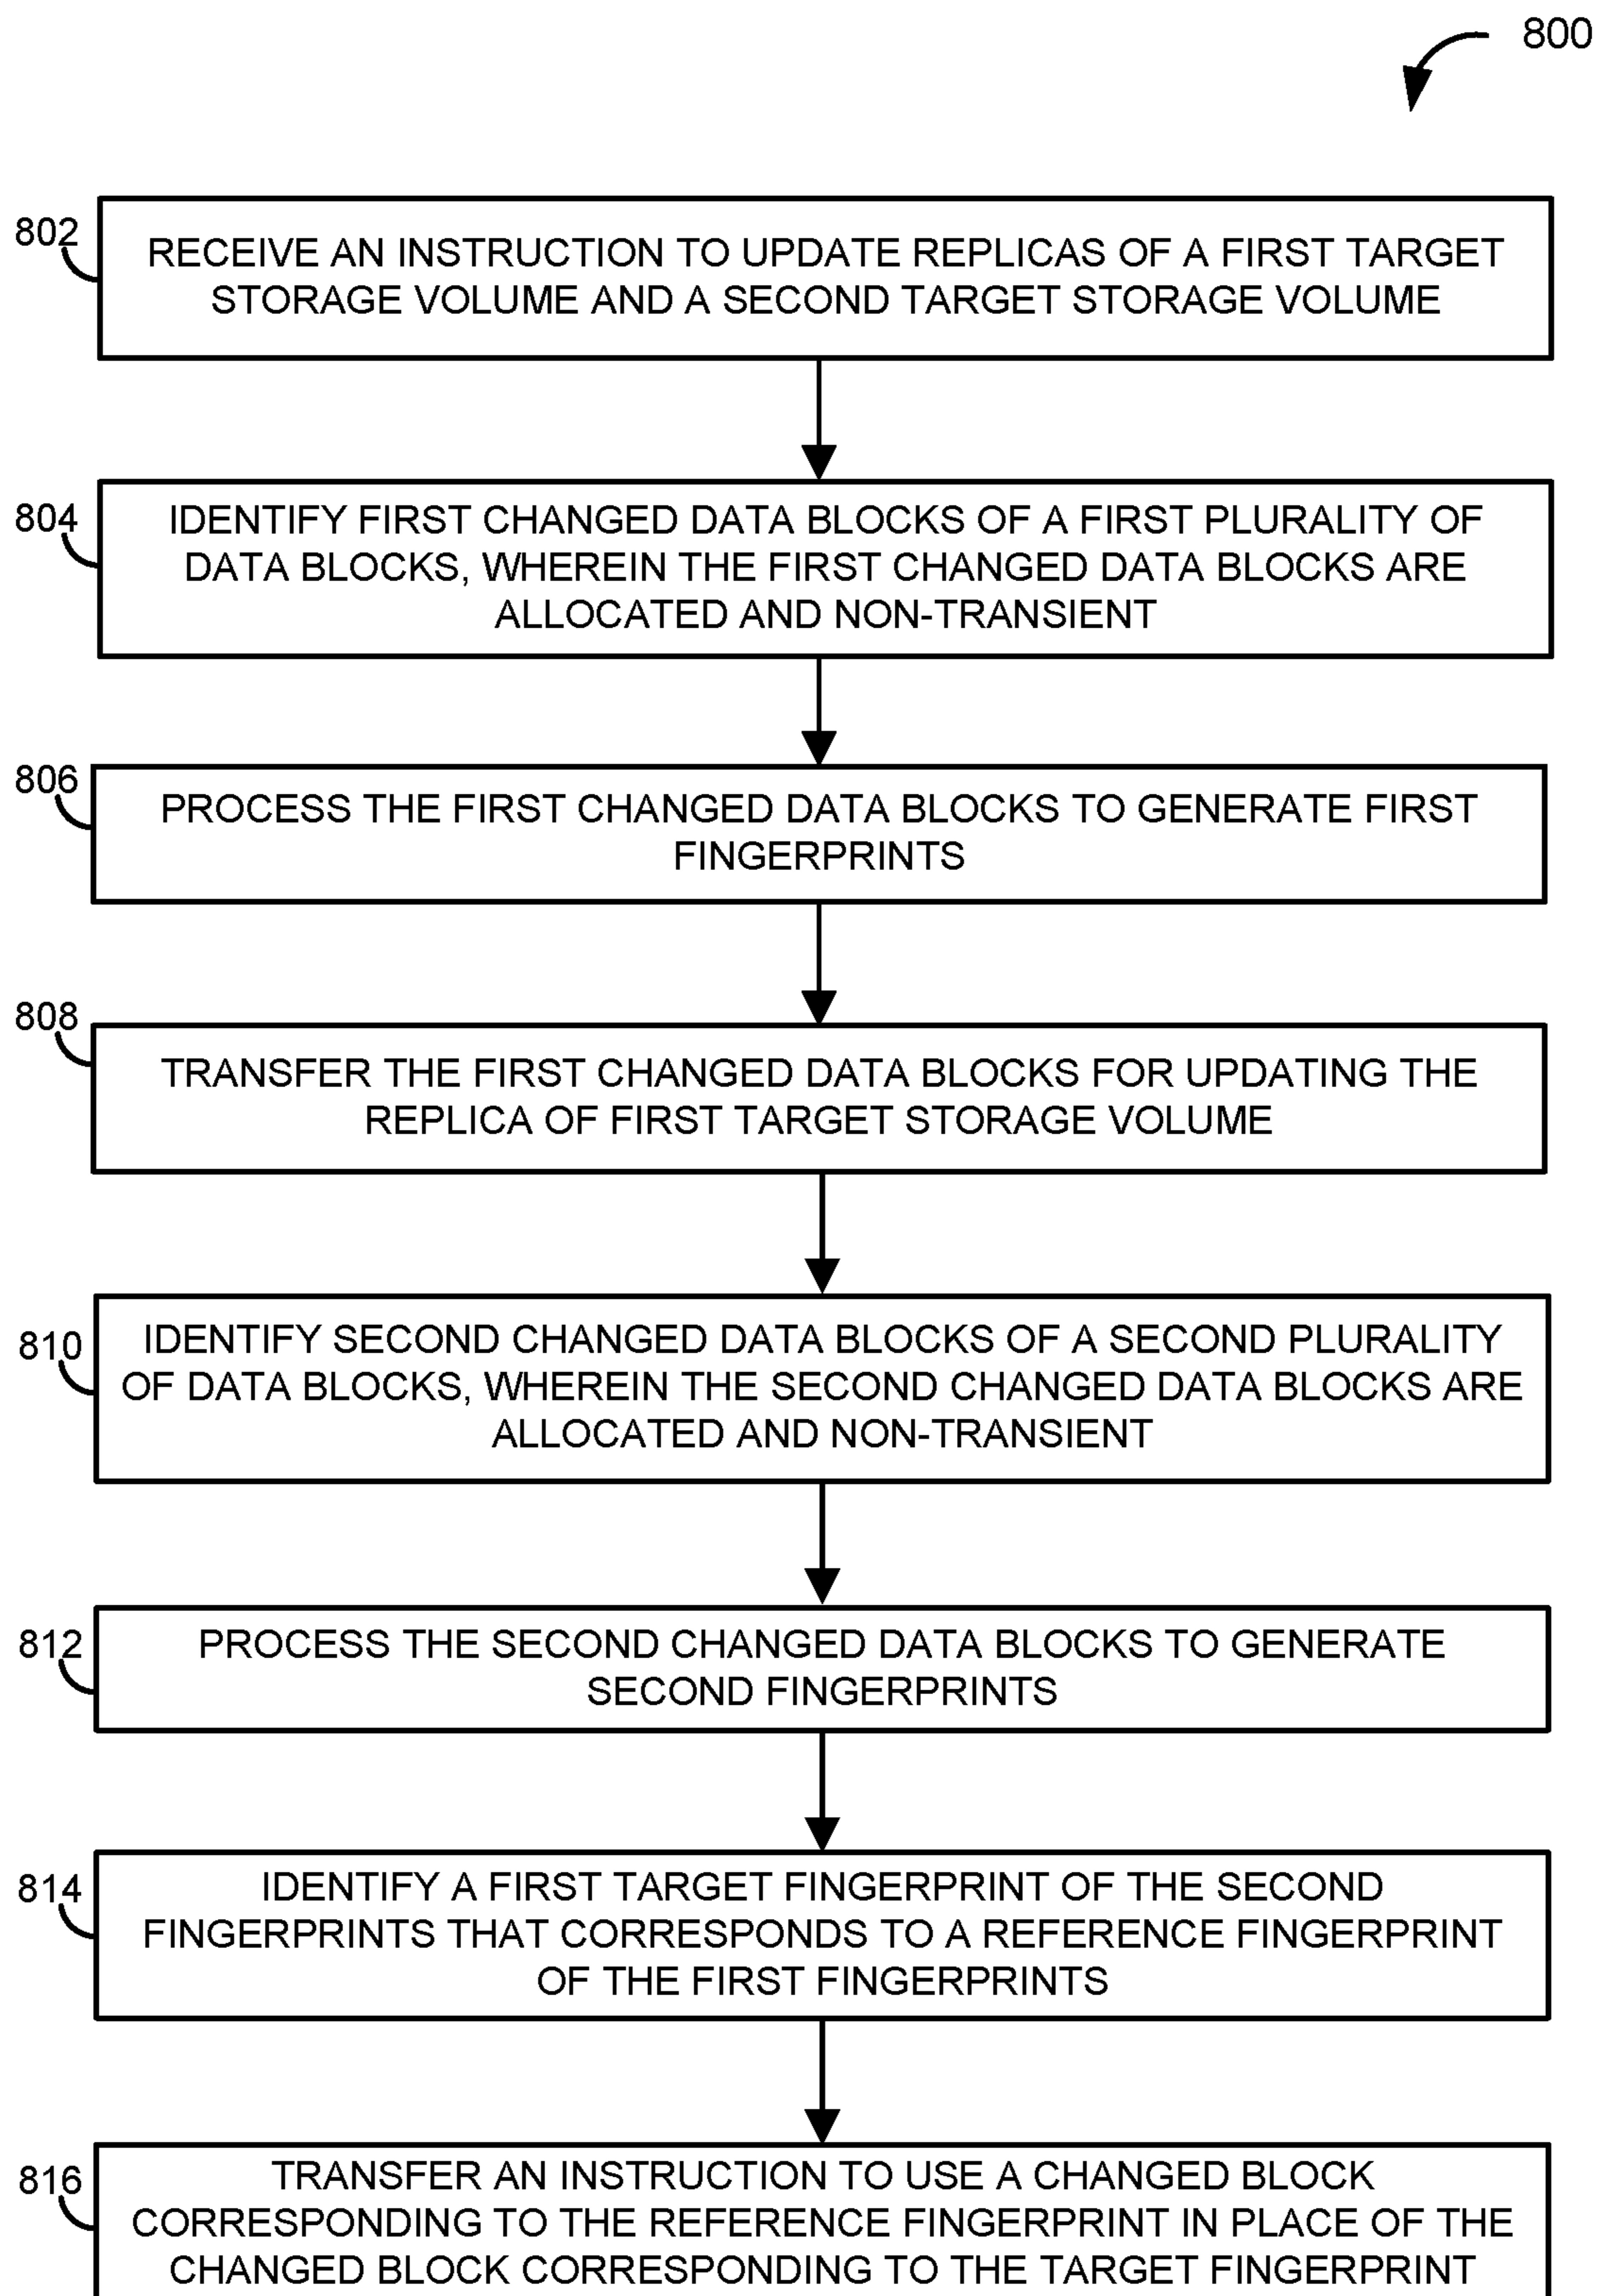 800
802
RECEIVE AN INSTRUCTION TO UPDATE REPLICAS OF A FIRST TARGET
STORAGE VOLUME AND A SECOND TARGET STORAGE VOLUME
804
IDENTIFY FIRST CHANGED DATA BLOCKS OF A FIRST PLURALITY OF
DATA BLOCKS, WHEREIN THE FIRST CHANGED DATA BLOCKS ARE
ALLOCATED AND NON-TRANSIENT
806
PROCESS THE FIRST CHANGED DATA BLOCKS TO GENERATE FIRST
FINGERPRINTS
808
TRANSFER THE FIRST CHANGED DATA BLOCKS FOR UPDATING THE
REPLICA OF FIRST TARGET STORAGE VOLUME
810
IDENTIFY SECOND CHANGED DATA BLOCKS OF A SECOND PLURALITY
OF DATA BLOCKS, WHEREIN THE SECOND CHANGED DATA BLOCKS ARE
ALLOCATED AND NON-TRANSIENT
812
PROCESS THE SECOND CHANGED DATA BLOCKS TO GENERATE
SECOND FINGERPRINTS
814
IDENTIFY A FIRST TARGET FINGERPRINT OF THE SECOND
FINGERPRINTS THAT CORRESPONDS TO A REFERENCE FINGERPRINT
OF THE FIRST FINGERPRINTS
816
TRANSFER AN INSTRUCTION TO USE A CHANGED BLOCK
CORRESPONDING TO THE REFERENCE FINGERPRINT IN PLACE OF THE
CHANGED BLOCK CORRESPONDING TO THE TARGET FINGERPRINT